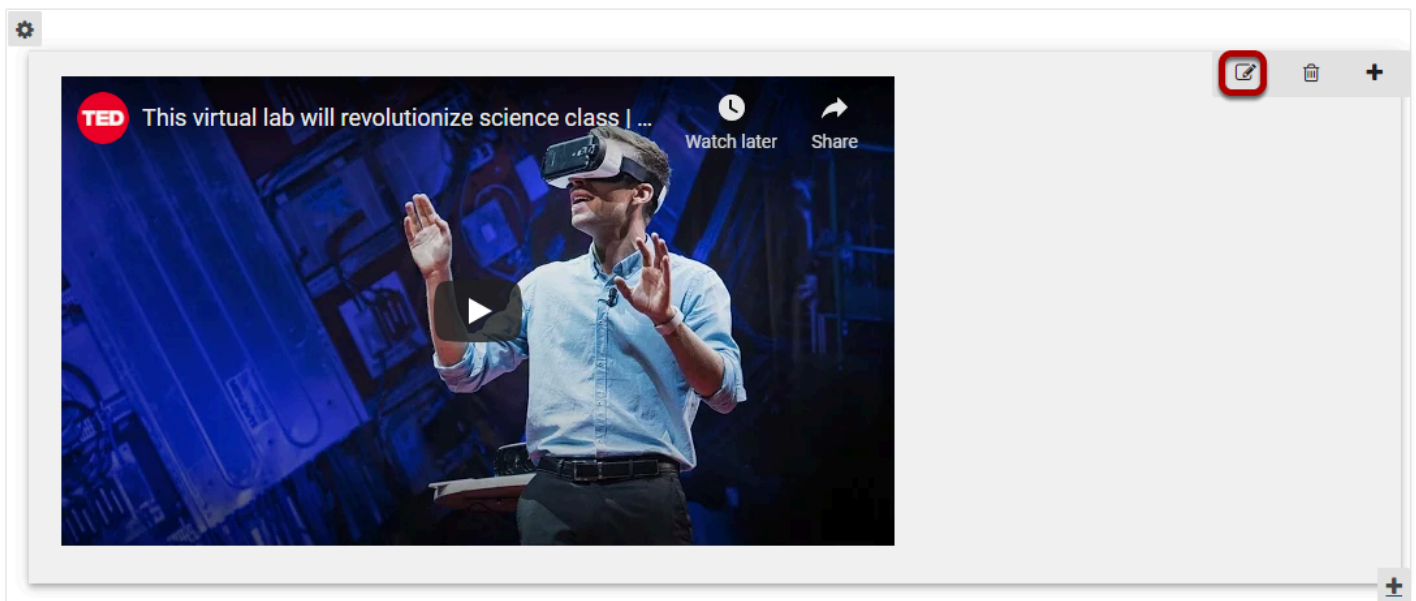 TED
This virtual lab will revolutionize science class | ...
Watch later
Share